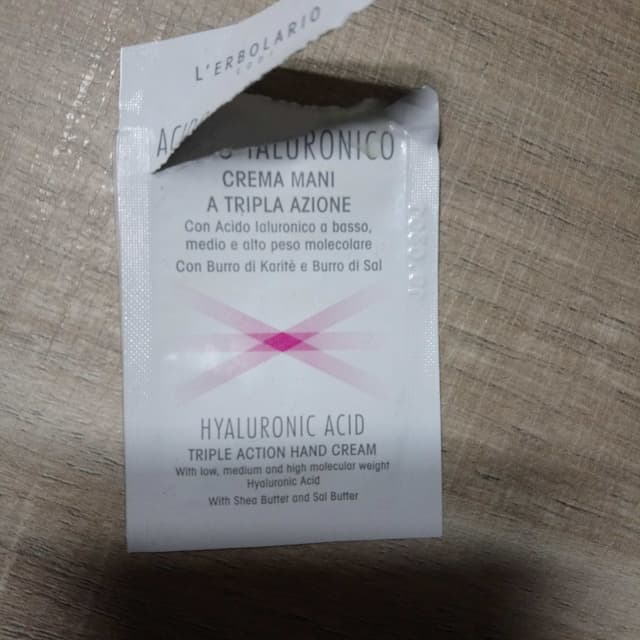 L'ERBOLARIO
IALURONICO
CREMA MANI
A TRIPLA AZIONE
Con Acido Ialuronico a basso,
medio e alto peso molecolare
Con Burro di Karitè e Burro di Sal
HYALURONIC ACID
TRIPLE ACTION HAND CREAM
With low, medium and high molecular weight
Hyaluronic Acid
With Shea Butter and Sal Butter